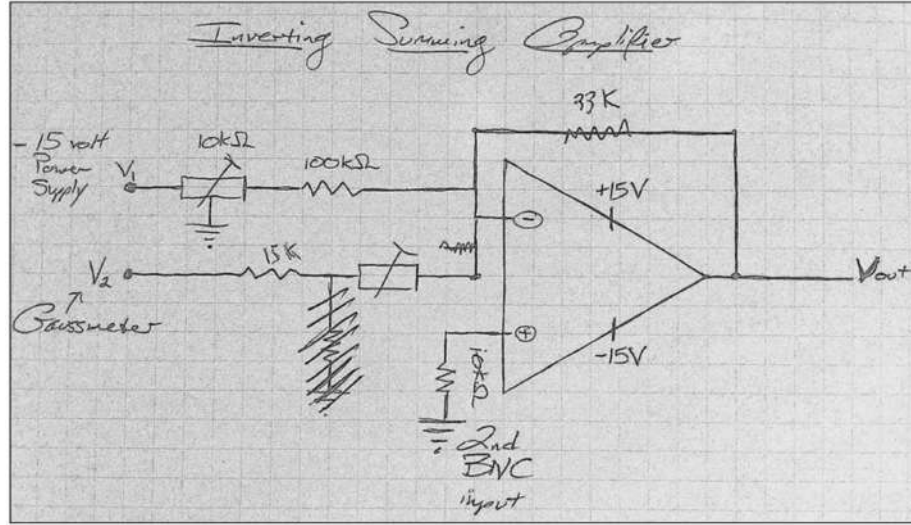 Inverting Summing Amplifier
33K
-15 volt
Power
Supply
V1
10kΩ
100kΩ
+15V
-
15K
V2
Gaussmeter
Vout
+
-15V
10kΩ
2nd
BNC
input